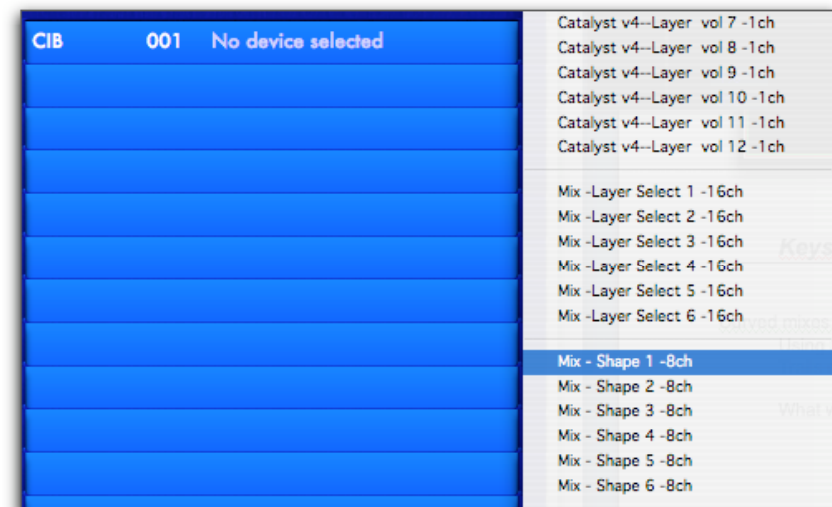 CIB 001 No device selected
Catalyst v4--Layer vol 7 -1ch
Catalyst v4--Layer vol 8 -1ch
Catalyst v4--Layer vol 9 -1ch
Catalyst v4--Layer vol 10 -1ch
Catalyst v4--Layer vol 11 -1ch
Catalyst v4--Layer vol 12 -1ch
Mix -Layer Select 1 -16ch
Mix -Layer Select 2 -16ch
Mix -Layer Select 3 -16ch
Mix -Layer Select 4 -16ch
Mix -Layer Select 5 -16ch
Mix -Layer Select 6 -16ch
Mix - Shape 1 -8ch
Mix - Shape 2 -8ch
Mix - Shape 3 -8ch
Mix - Shape 4 -8ch
Mix - Shape 5 -8ch
Mix - Shape 6 -8ch